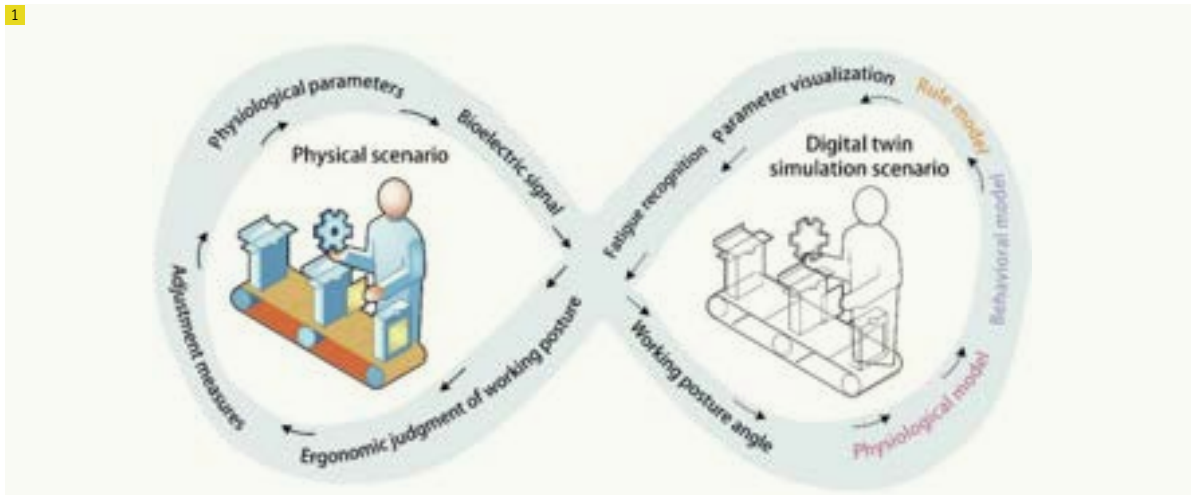 1
Physiological parameters
Bioelectric signal
Physical scenario
Adjustment measures
Ergonomic judgment of working posture
Parameter visualization
Fatigue recognition
Rule model
Behavioral model
Physiological model
Working posture angle
Digital twin
simulation scenario